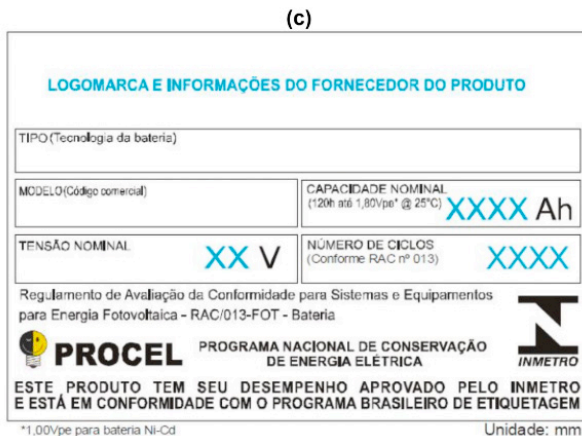 (c)
LOGOMARCA E INFORMAÇÕES DO FORNECEDOR DO PRODUTO
TIPO (Tecnologia da bateria)
MODELO(Código comercial)
CAPACIDADE NOMINAL
(120h até 1,80Vpe* @ 25°C) XXXX Ah
TENSÃO NOMINAL XX V
NÚMERO DE CICLOS
(Conforme RAC nº 013) XXXX
Regulamento de Avaliação da Conformidade para Sistemas e Equipamentos
para Energia Fotovoltaica - RAC/013-FOT - Bateria
PROCEL
PROGRAMA NACIONAL DE CONSERVAÇÃO
DE ENERGIA ELÉTRICA
INMETRO
ESTE PRODUTO TEM SEU DESEMPENHO APROVADO PELO INMETRO
E ESTÁ EM CONFORMIDADE COM O PROGRAMA BRASILEIRO DE ETIQUETAGEM
*1,00Vpe para bateria Ni-Cd
Unidade: mm